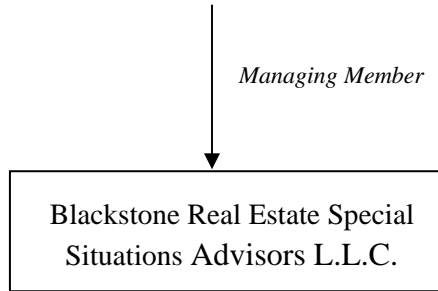 Managing Member
Blackstone Real Estate Special
Situations Advisors L.L.C.